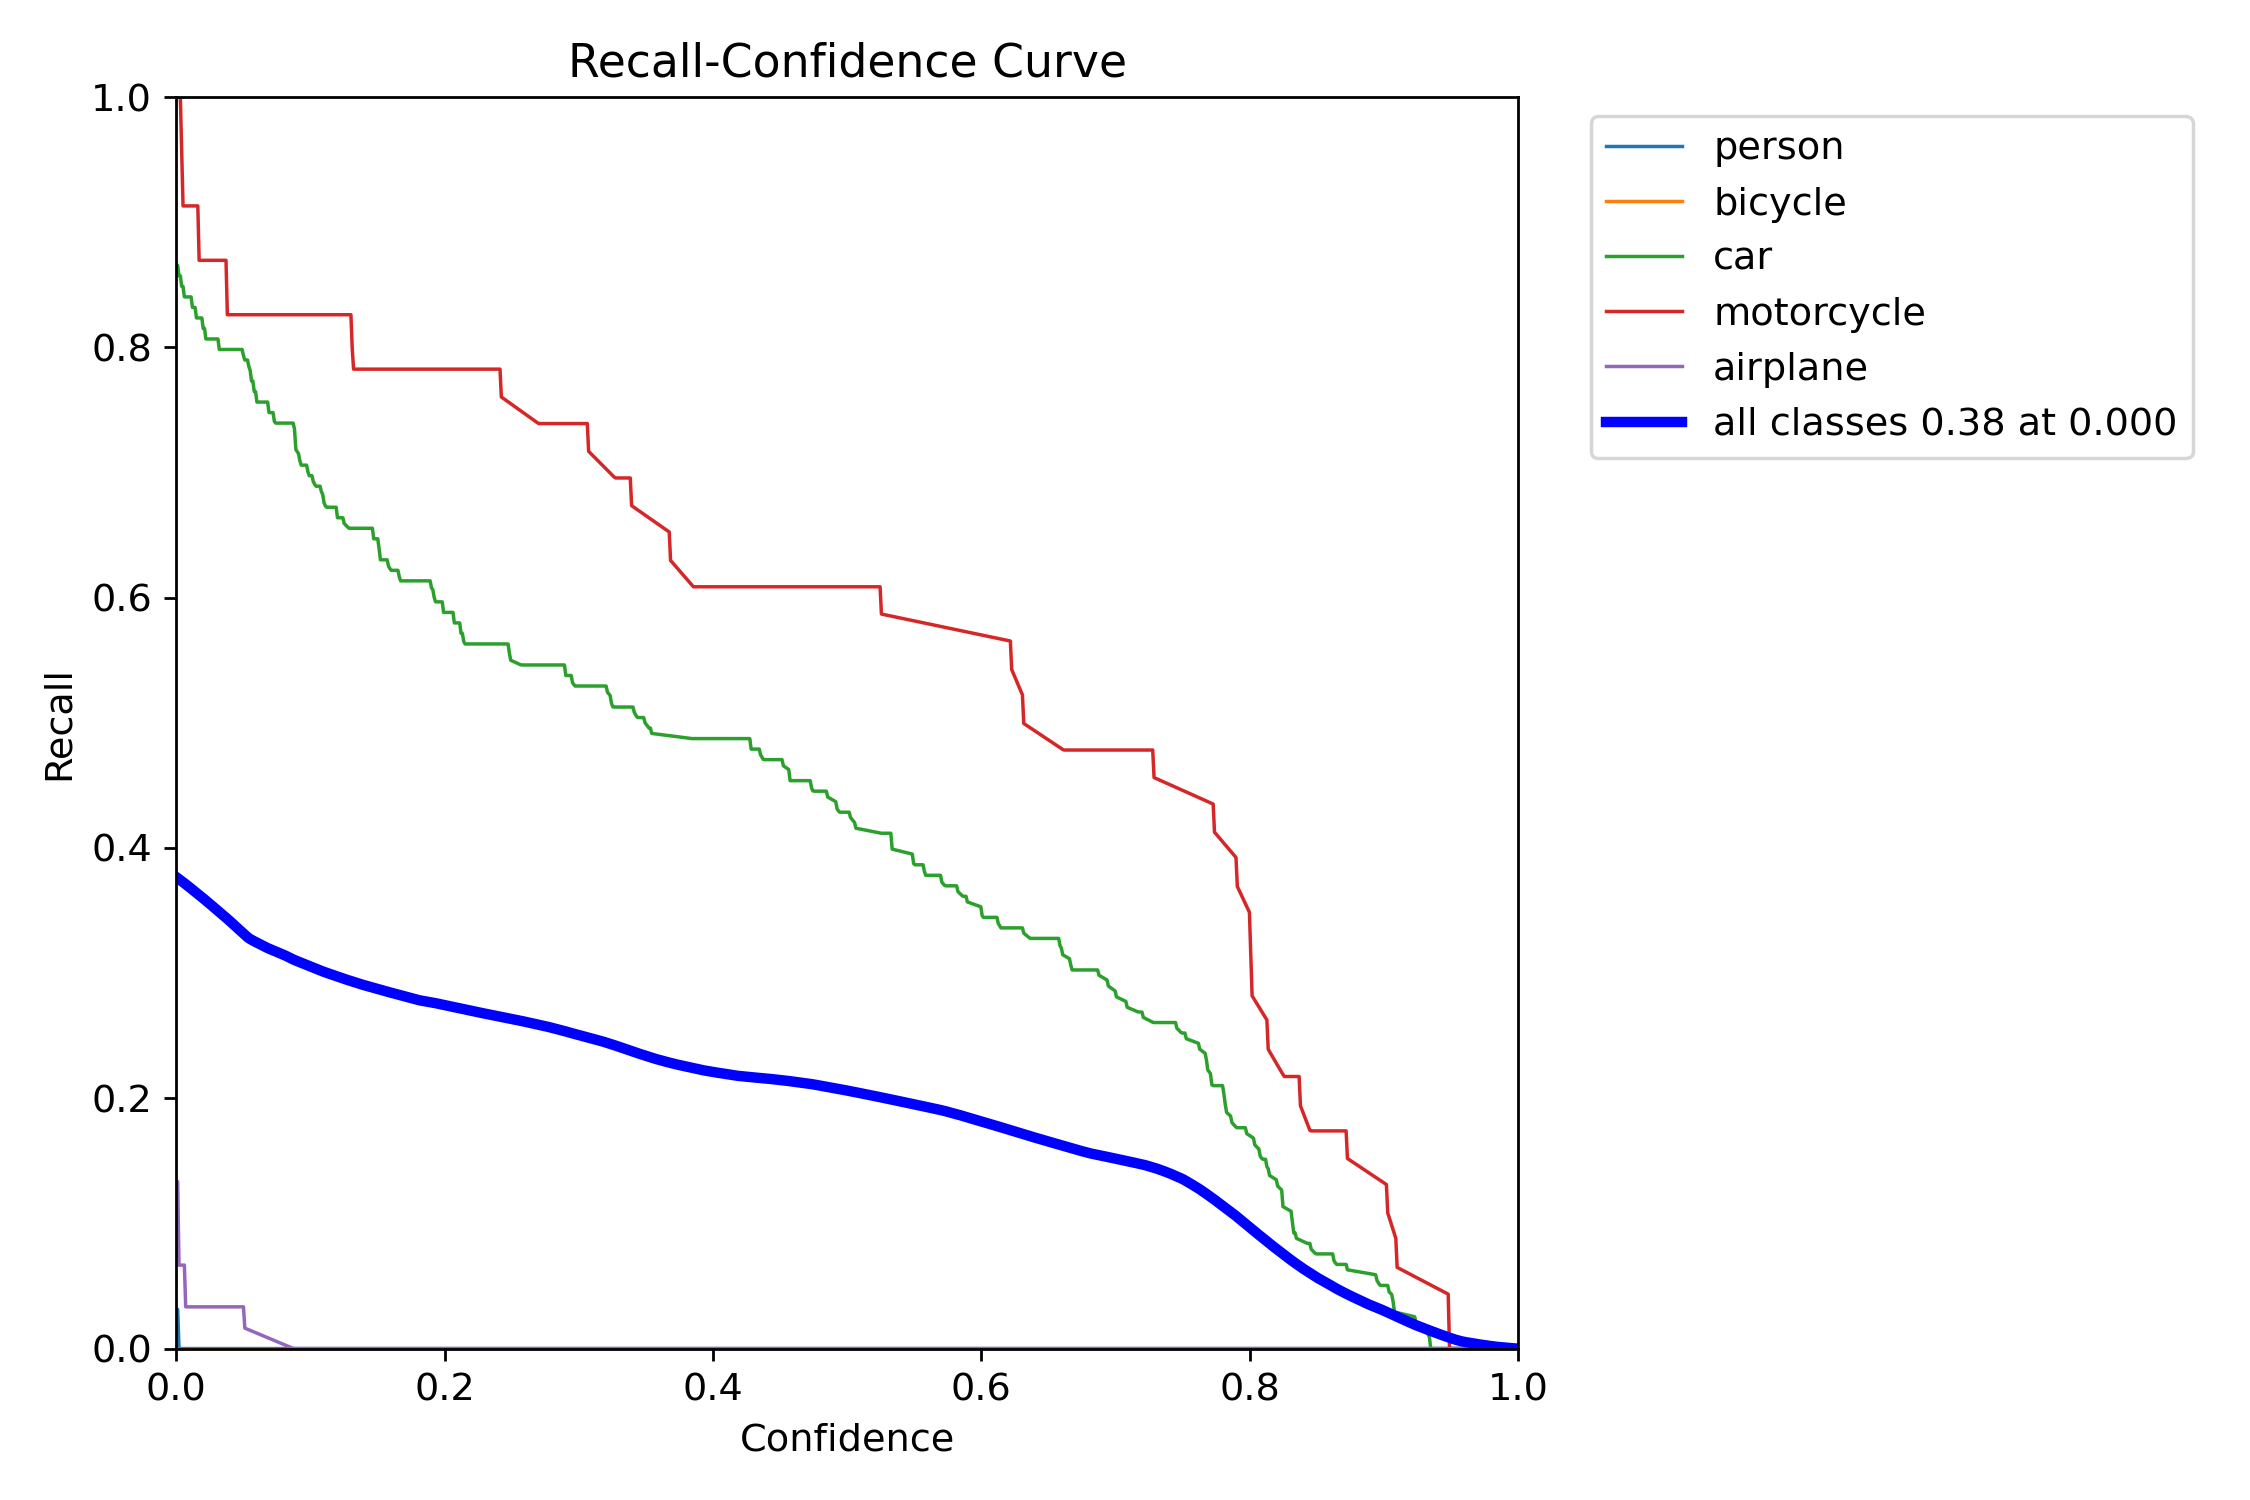 Recall-Confidence Curve
1.0
0.8
0.6
0.4
0.2
0.0
Recall
0.0 0.2 0.4 0.6 0.8 1.0
Confidence
person
bicycle
car
motorcycle
airplane
all classes 0.38 at 0.000